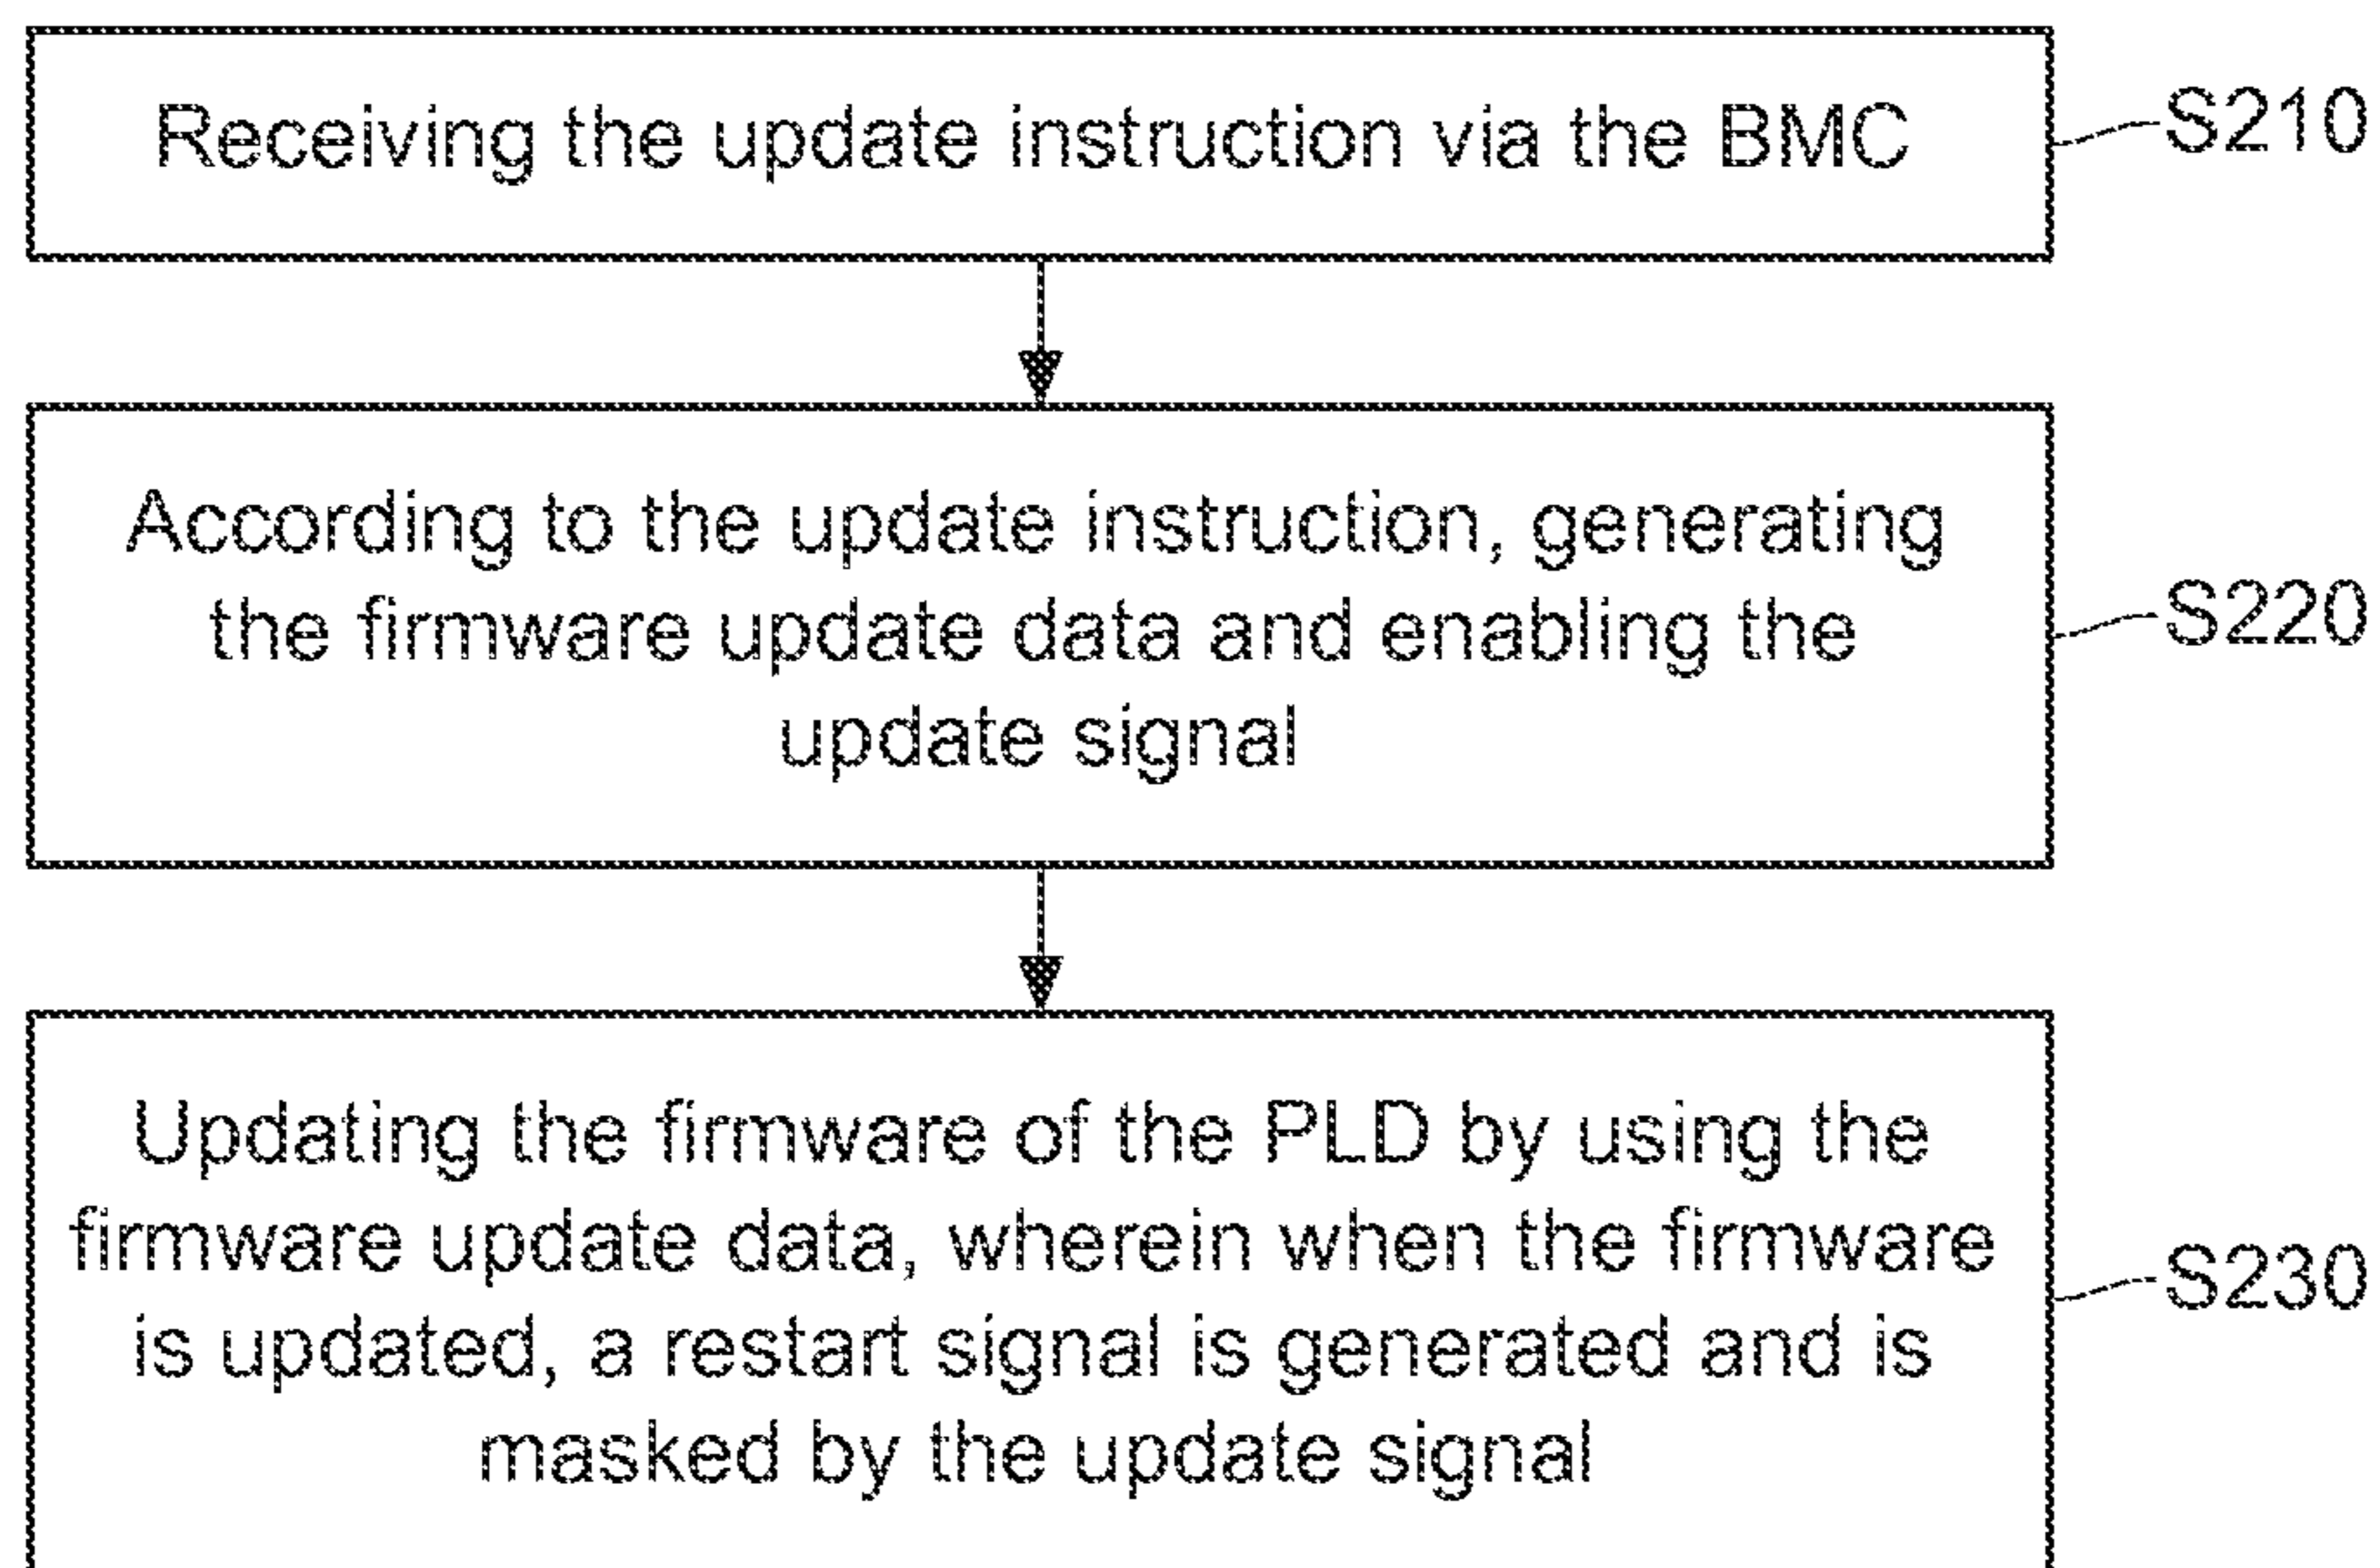 Receiving the update instruction via the BMC
S210
According to the update instruction, generating
the firmware update data and enabling the
update signal
S220
Updating the firmware of the PLD by using the
firmware update data, wherein when the firmware
is updated, a restart signal is generated and is
masked by the update signal
S230